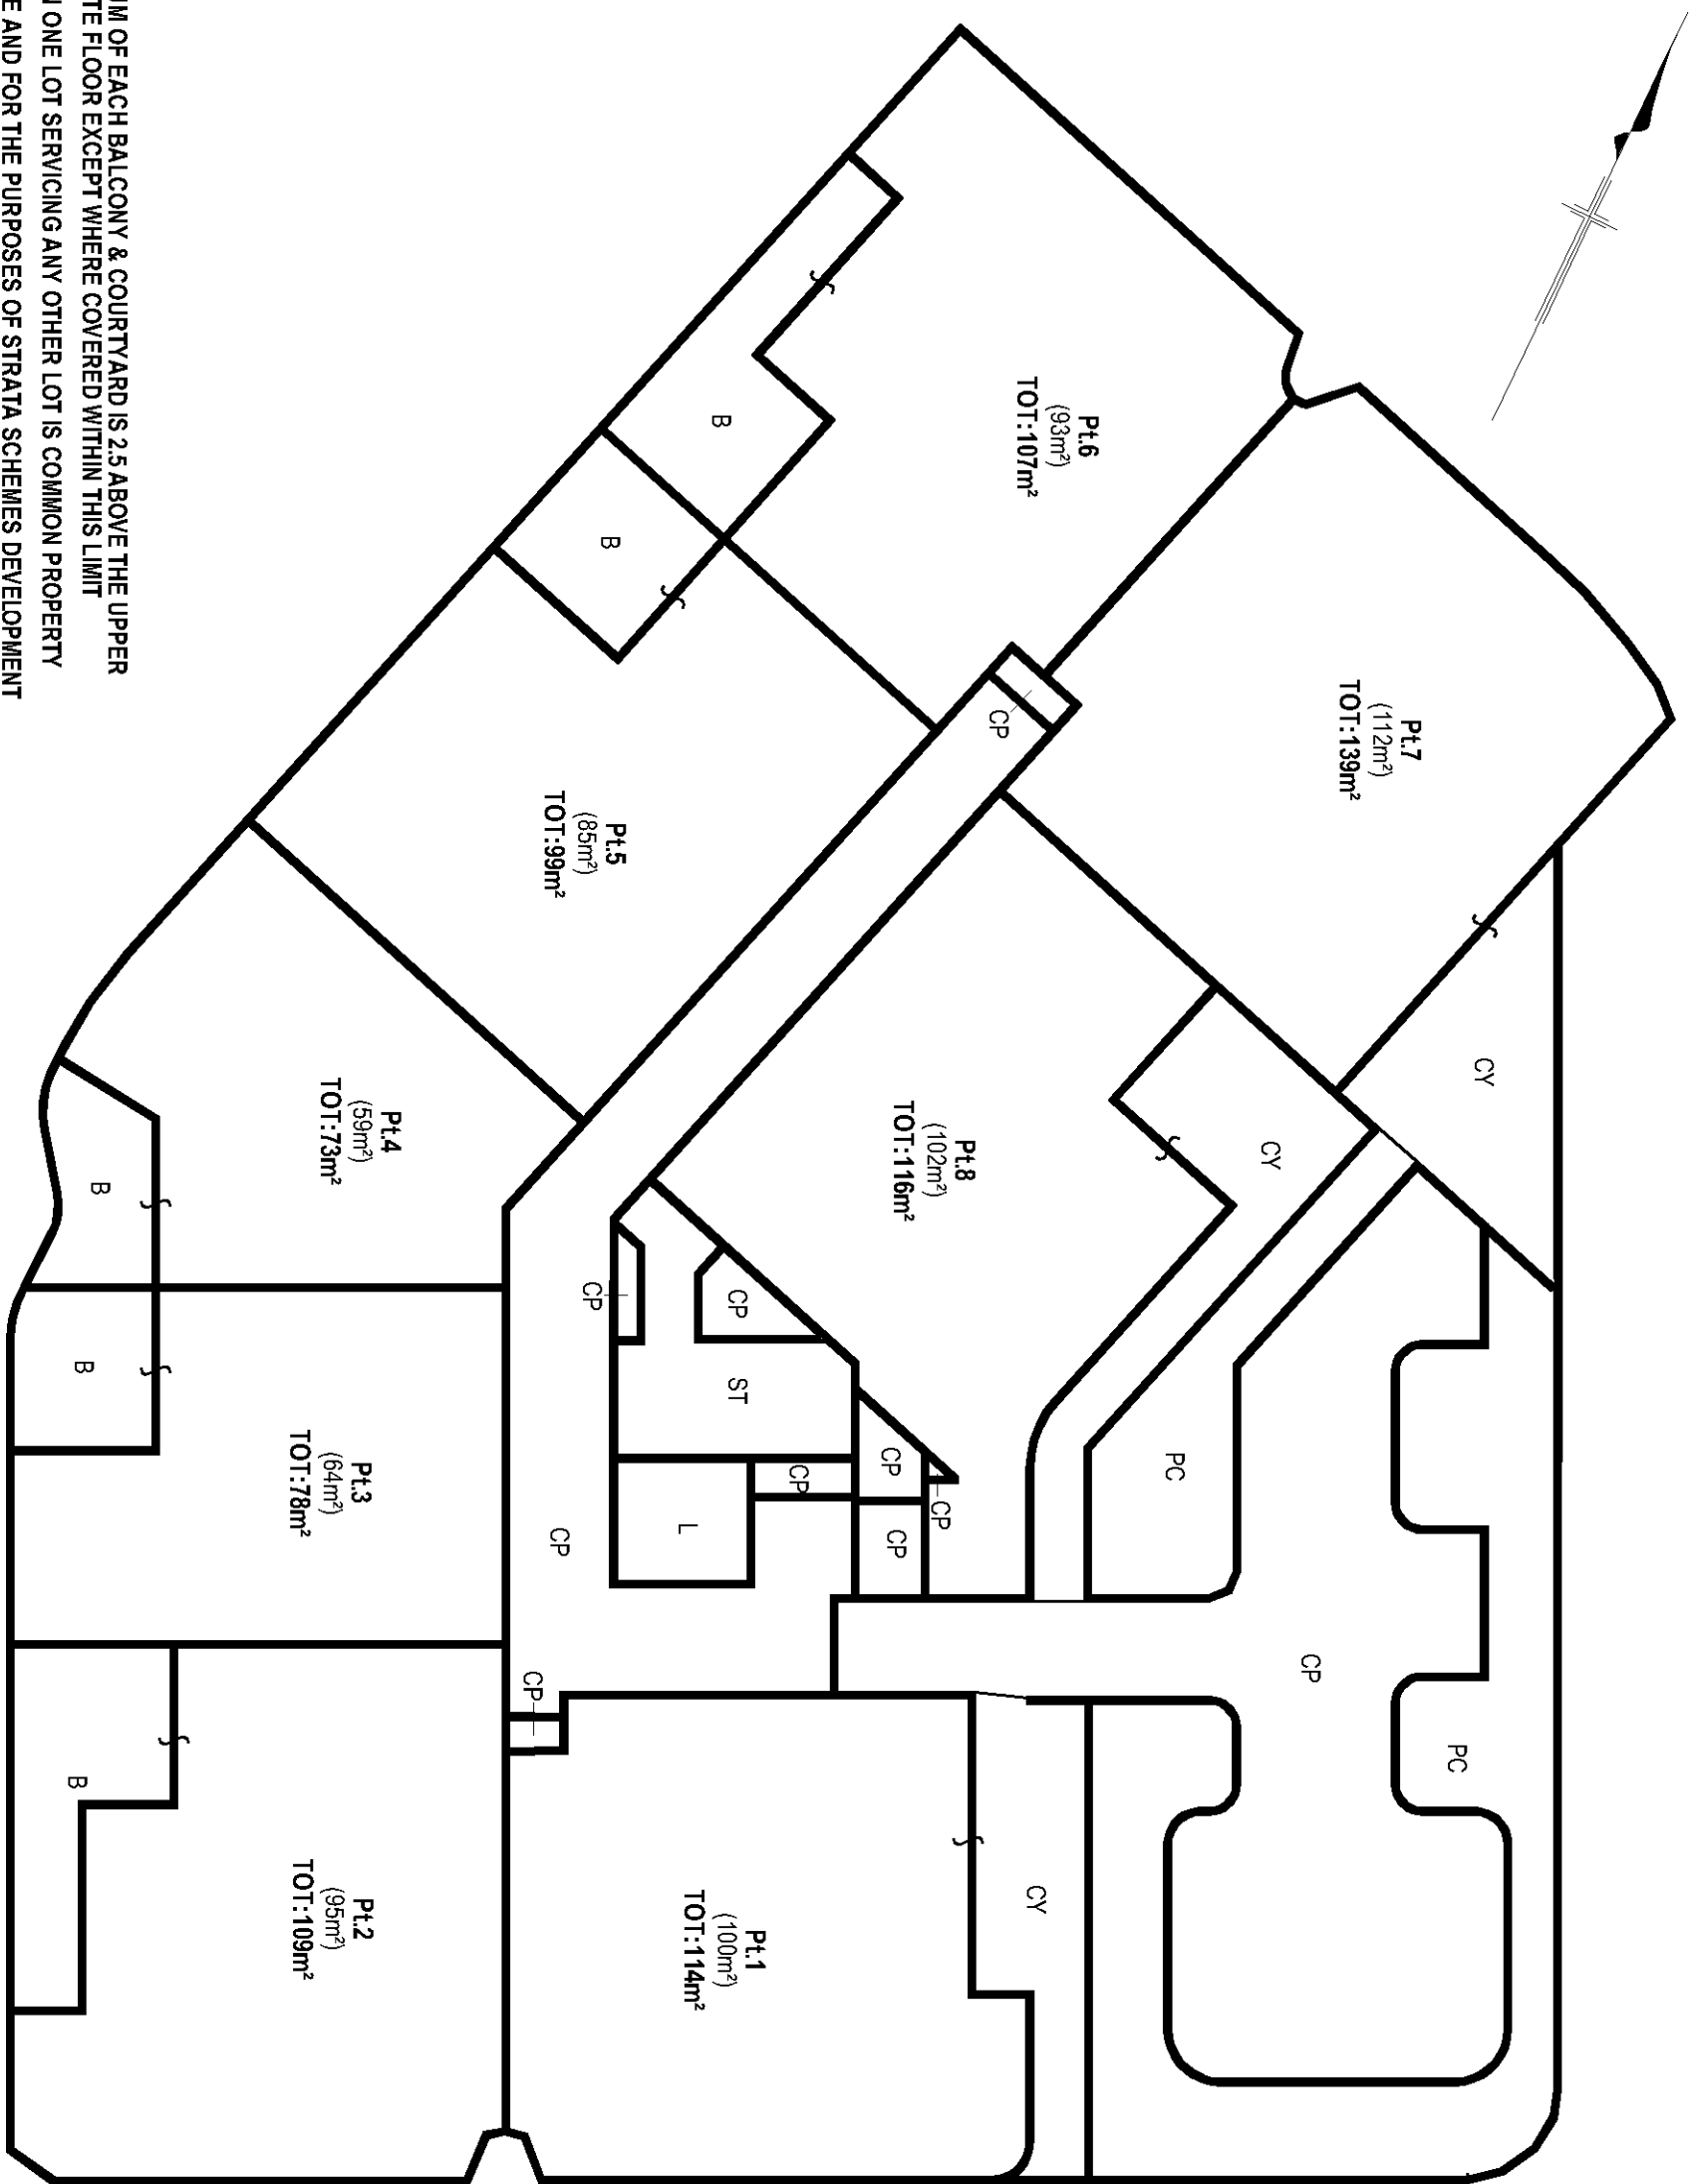 UM OF EACH BALCONY & COURTYARD IS 2.5 ABOVE THE UPPER
TE FLOOR EXCEPT WHERE COVERED WITHIN THIS LIMIT
N ONE LOT SERVICING ANY OTHER LOT IS COMMON PROPERTY
E AND FOR THE PURPOSES OF STRATA SCHEMES DEVELOPMENT
Pt.7
(112m²)
TOT:139m²
CY
Pt.6
(93m²)
TOT:107m²
B
CP
CY
Pt.8
(102m²)
TOT:116m²
B
Pt.5
(85m²)
TOT:99m²
Pt.4
(59m²)
TOT:73m²
B
CP
CP
ST
CP
CP
CP
CP
L
CP
PC
CP
PC
B
Pt.3
(64m²)
TOT:78m²
CP
B
Pt.2
(95m²)
TOT:109m²
Pt.1
(100m²)
TOT:114m²
CY